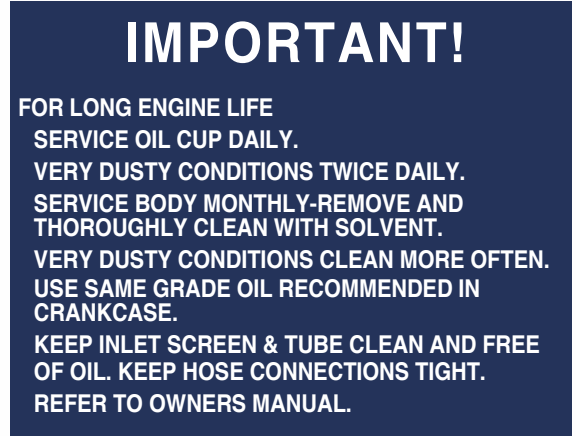 IMPORTANT!
FOR LONG ENGINE LIFE
SERVICE OIL CUP DAILY.
VERY DUSTY CONDITIONS TWICE DAILY.
SERVICE BODY MONTHLY-REMOVE AND
THOROUGHLY CLEAN WITH SOLVENT.
VERY DUSTY CONDITIONS CLEAN MORE OFTEN.
USE SAME GRADE OIL RECOMMENDED IN
CRANKCASE.
KEEP INLET SCREEN & TUBE CLEAN AND FREE
OF OIL. KEEP HOSE CONNECTIONS TIGHT.
REFER TO OWNERS MANUAL.